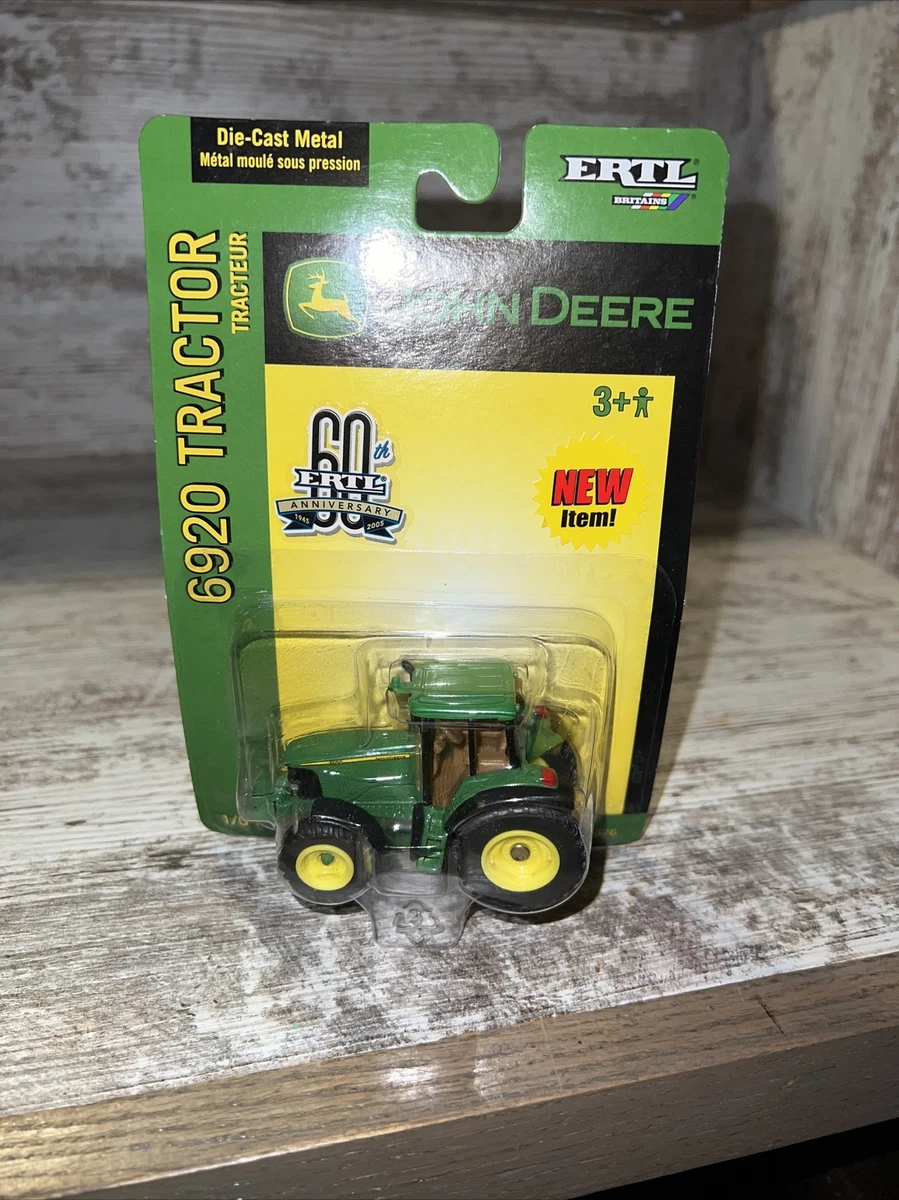 Die-Cast Metal
Métal moulé sous pression
ERTL®
BRITAINS
6920 TRACTOR
TRACTEUR
JOHN DEERE
3+
60th
ERTL®
ANNIVERSARY
1945 2005
NEW
Item!